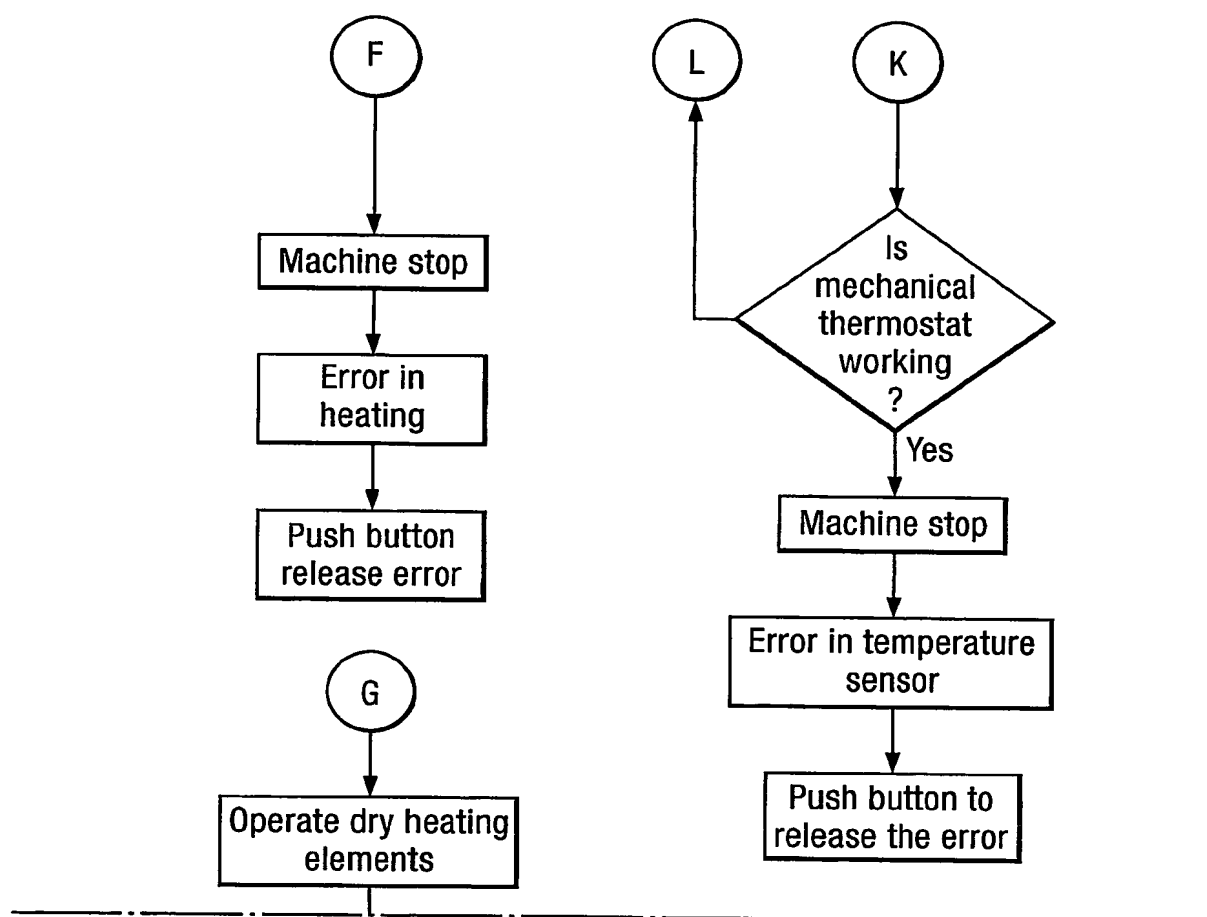 F
Machine stop
Error in
heating
Push button
release error
G
Operate dry heating
elements
L
K
Is
mechanical
thermostat
working
?
Yes
Machine stop
Error in temperature
sensor
Push button to
release the error